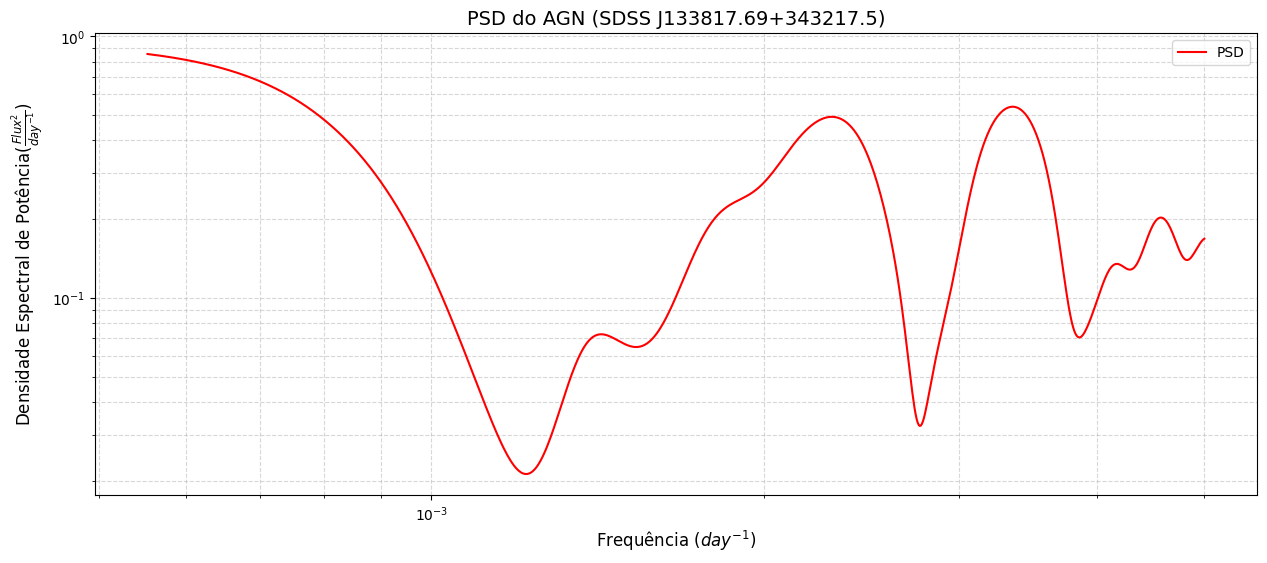 PSD do AGN (SDSS J133817.69+343217.5)
PSD
10⁰
10⁻¹
Densidade Espectral de Potência(Flux²/day⁻¹)
10⁻³
Frequência (day⁻¹)